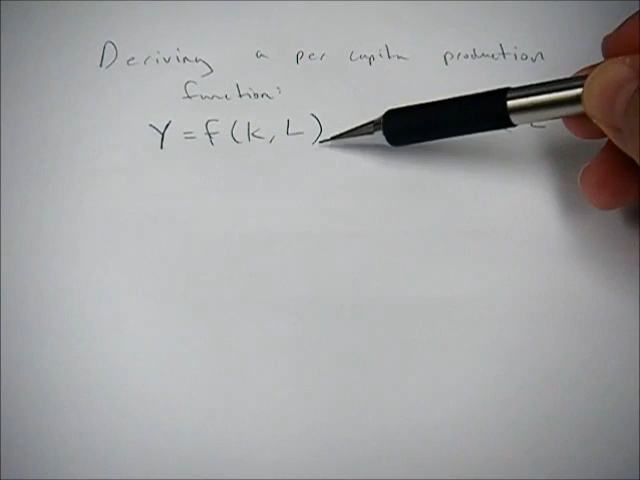 Deriving a per capita production
function:
Y = f(K, L)